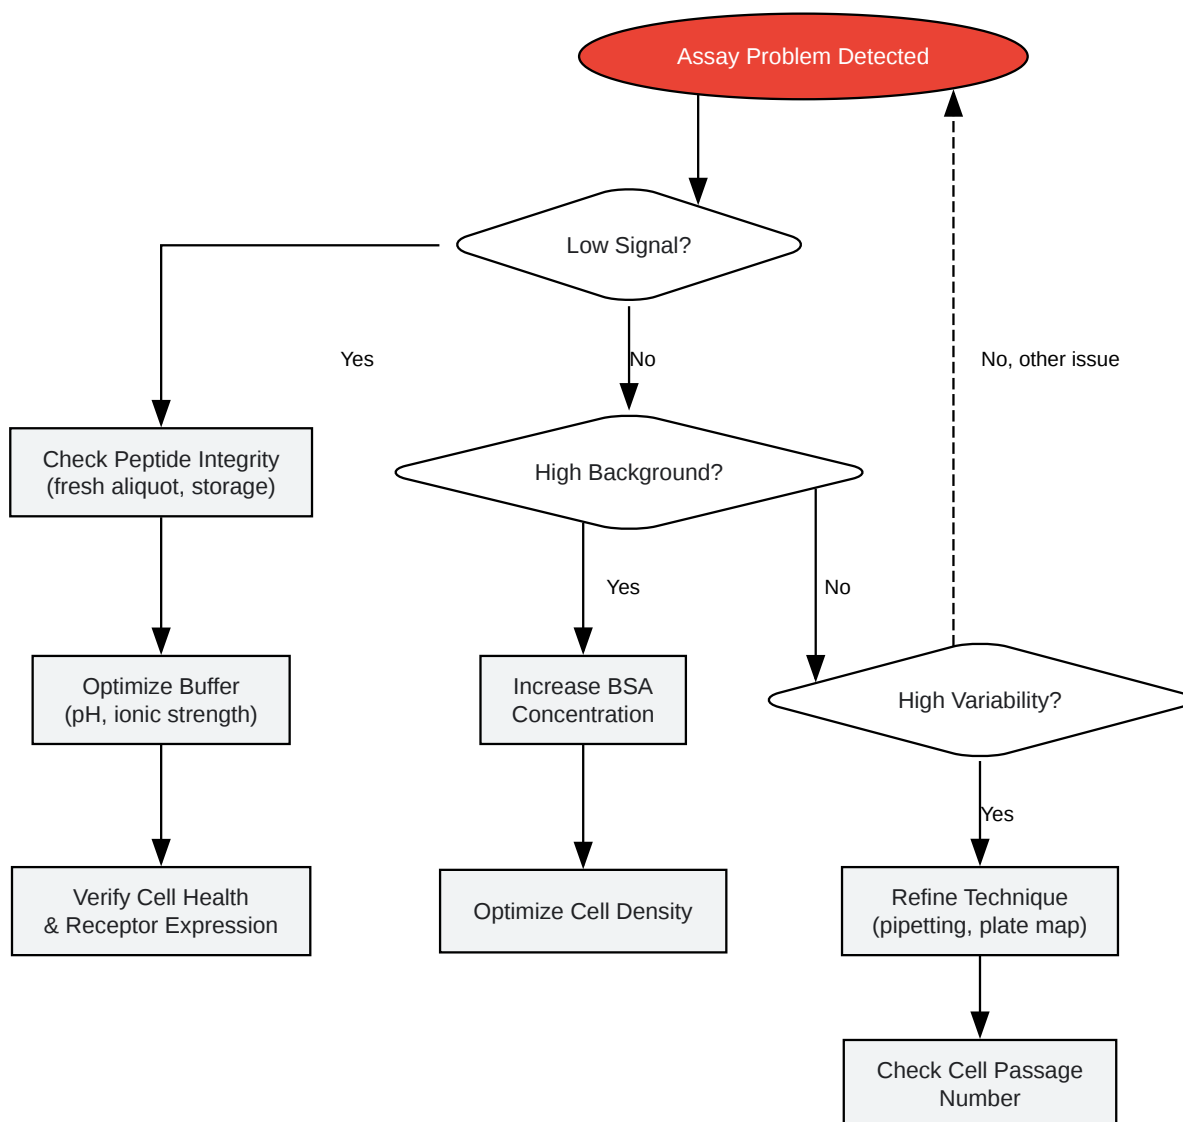 Assay Problem Detected
Low Signal?
Yes
No
No, other issue
Check Peptide Integrity
(fresh aliquot, storage)
High Background?
Yes
No
Optimize Buffer
(pH, ionic strength)
Increase BSA
Concentration
High Variability?
Yes
Verify Cell Health
& Receptor Expression
Optimize Cell Density
Refine Technique
(pipetting, plate map)
Check Cell Passage
Number